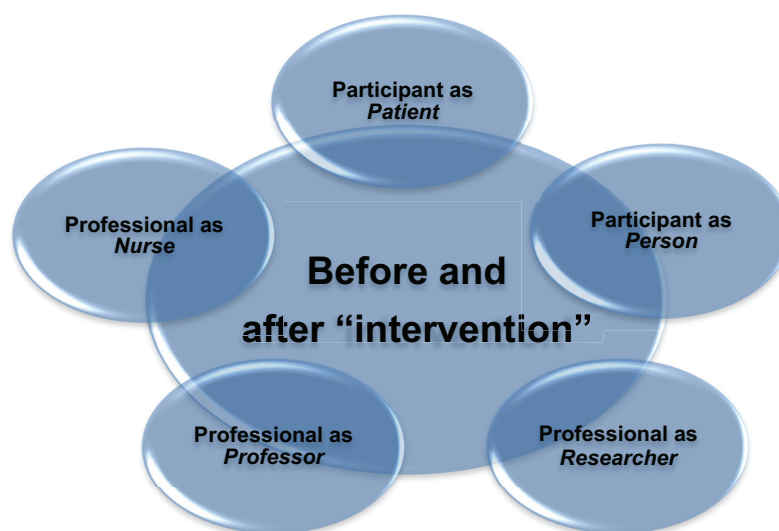 Participant as
Patient
Professional as
Nurse
Participant as
Person
Before and
after “intervention”
Professional as
Professor
Professional as
Researcher